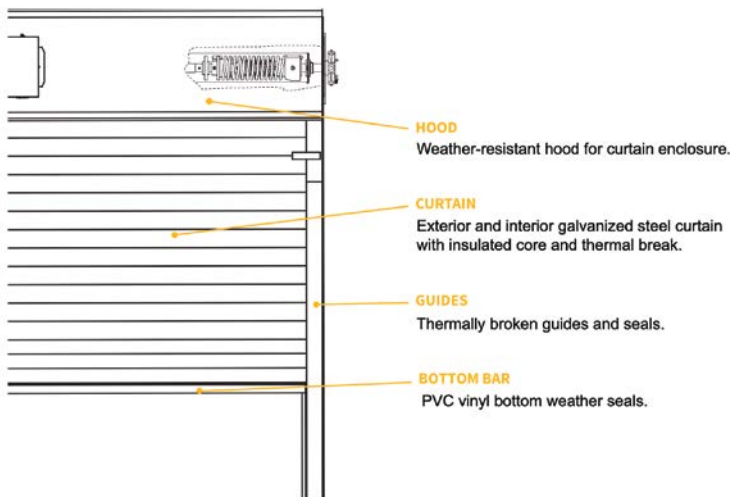 HOOD
Weather-resistant hood for curtain enclosure.
CURTAIN
Exterior and interior galvanized steel curtain
with insulated core and thermal break.
GUIDES
Thermally broken guides and seals.
BOTTOM BAR
PVC vinyl bottom weather seals.